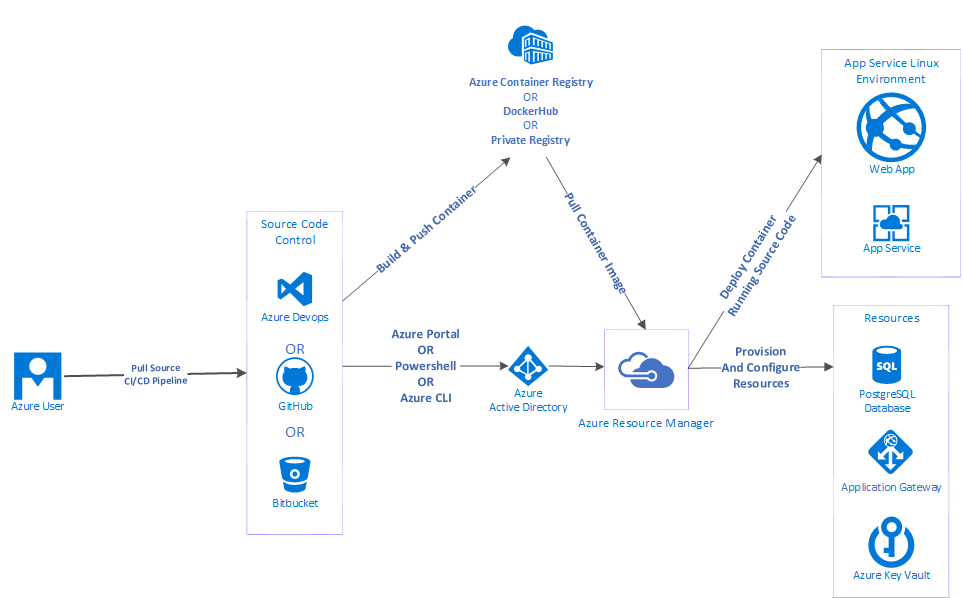 Azure Container Registry
OR
DockerHub
OR
Private Registry
App Service Linux
Environment
Web App
App Service
Build & Push Container
Pull Container Image
Deploy Container
Running Source Code
Source Code
Control
Azure Devops
OR
GitHub
OR
Bitbucket
Pull Source
CI/CD Pipeline
Azure User
Azure Portal
OR
Powershell
OR
Azure CLI
Azure
Active Directory
Azure Resource Manager
Provision
And Configure
Resources
Resources
SQL
PostgreSQL
Database
Application Gateway
Azure Key Vault